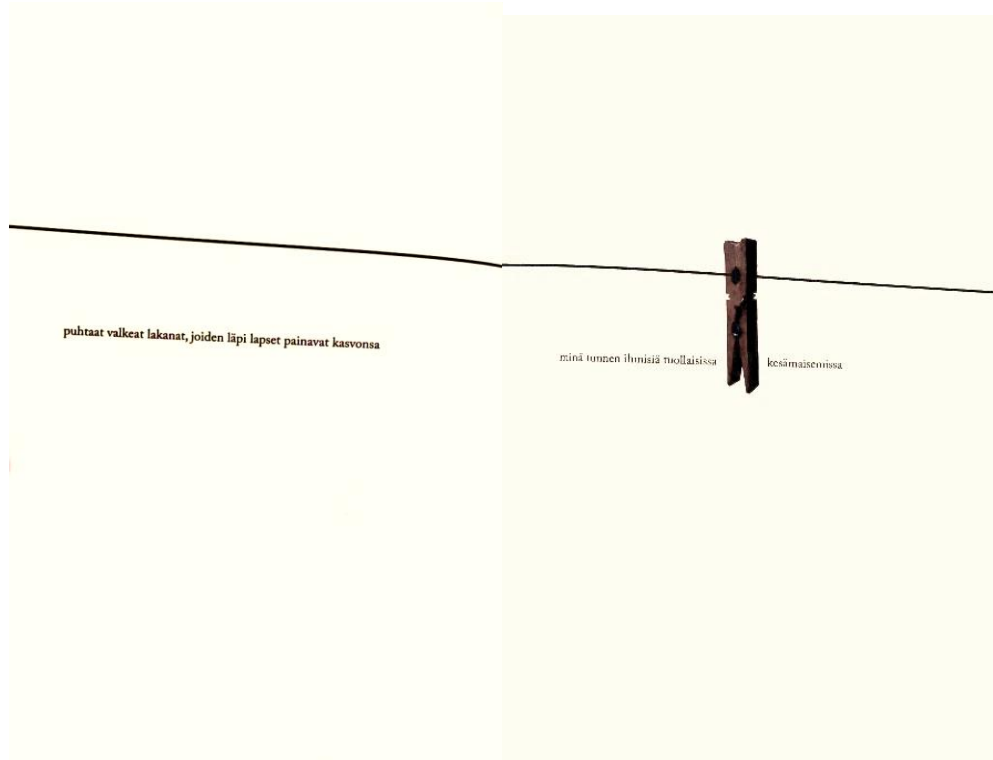 puhtaat valkeat lakanat, joiden läpi lapset painavat kasvonsa
minä tunnen ihmisiä tuollaisissa kesämaisemissa